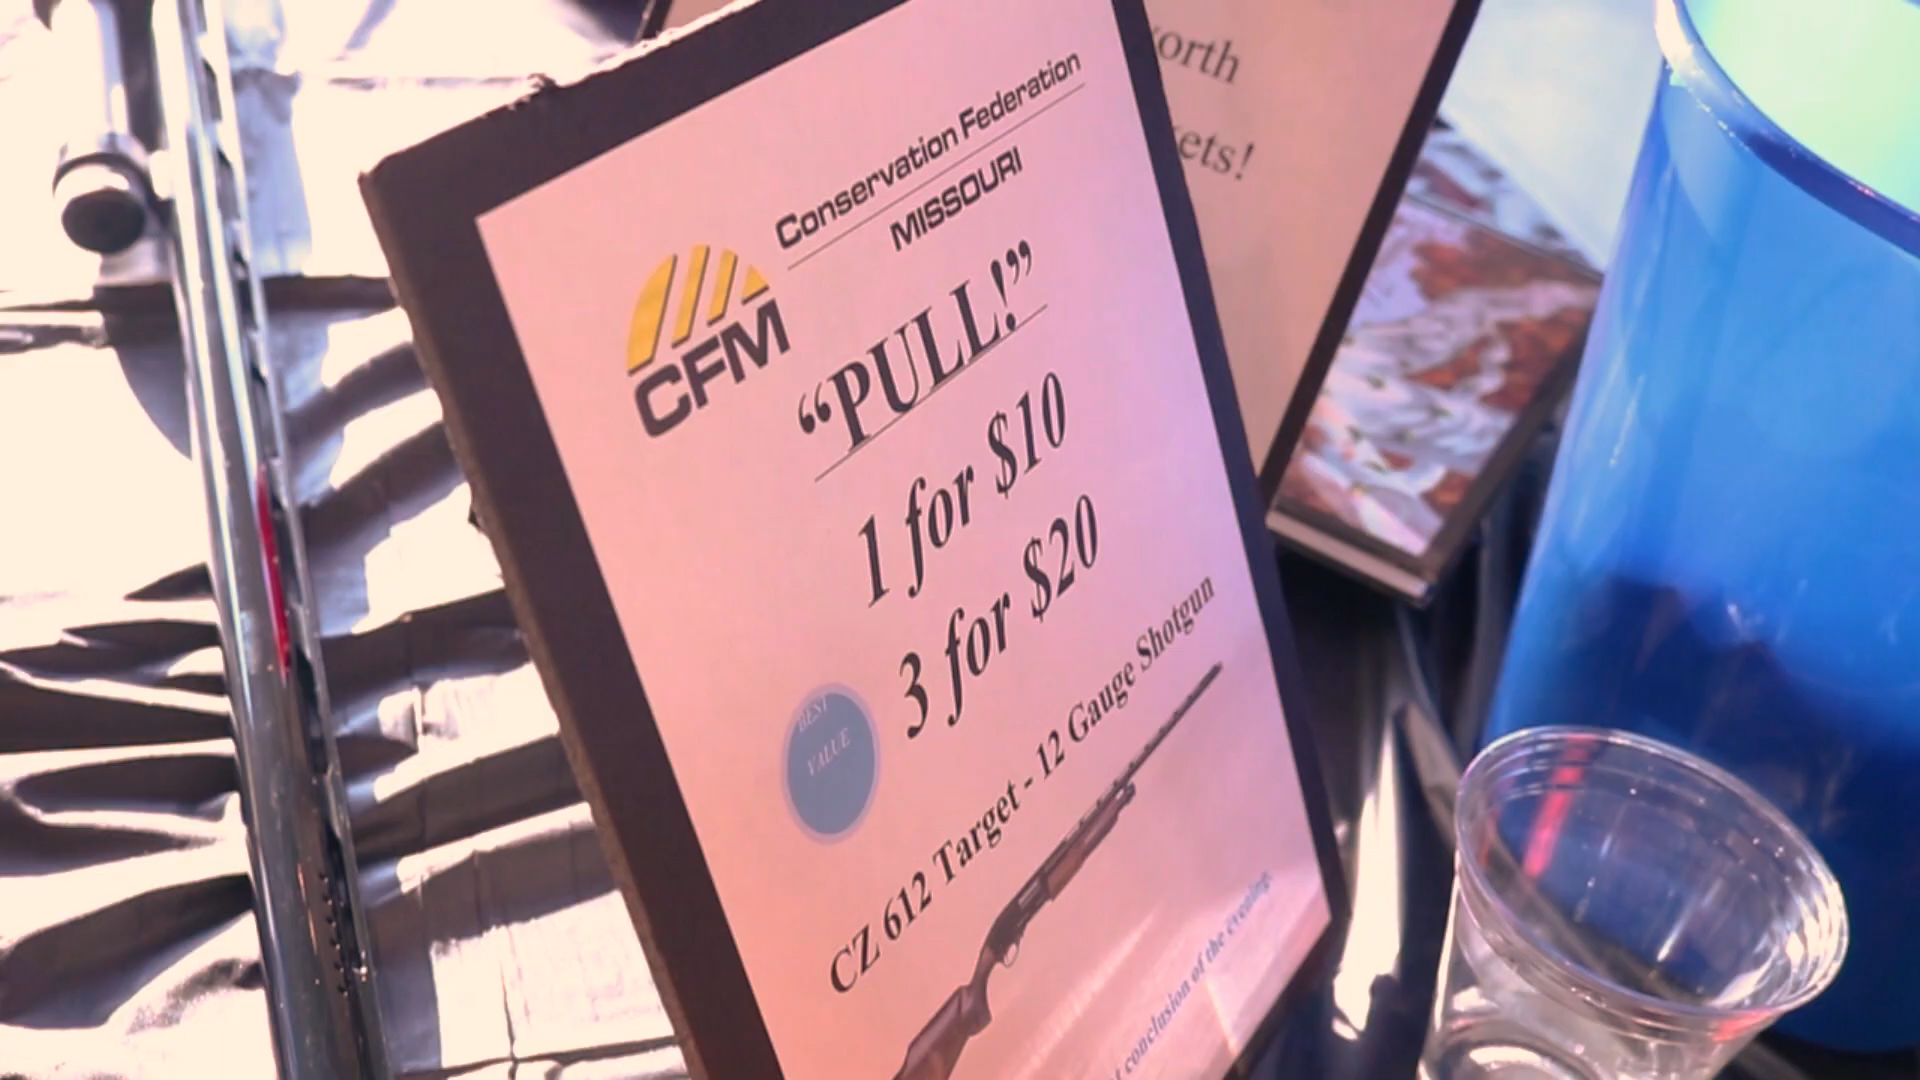 Conservation Federation
MISSOURI
CFM
“PULL!”
1 for $10
3 for $20
BEST
VALUE
CZ 612 Target - 12 Gauge Shotgun
conclusion of the evening.
orth
ets!